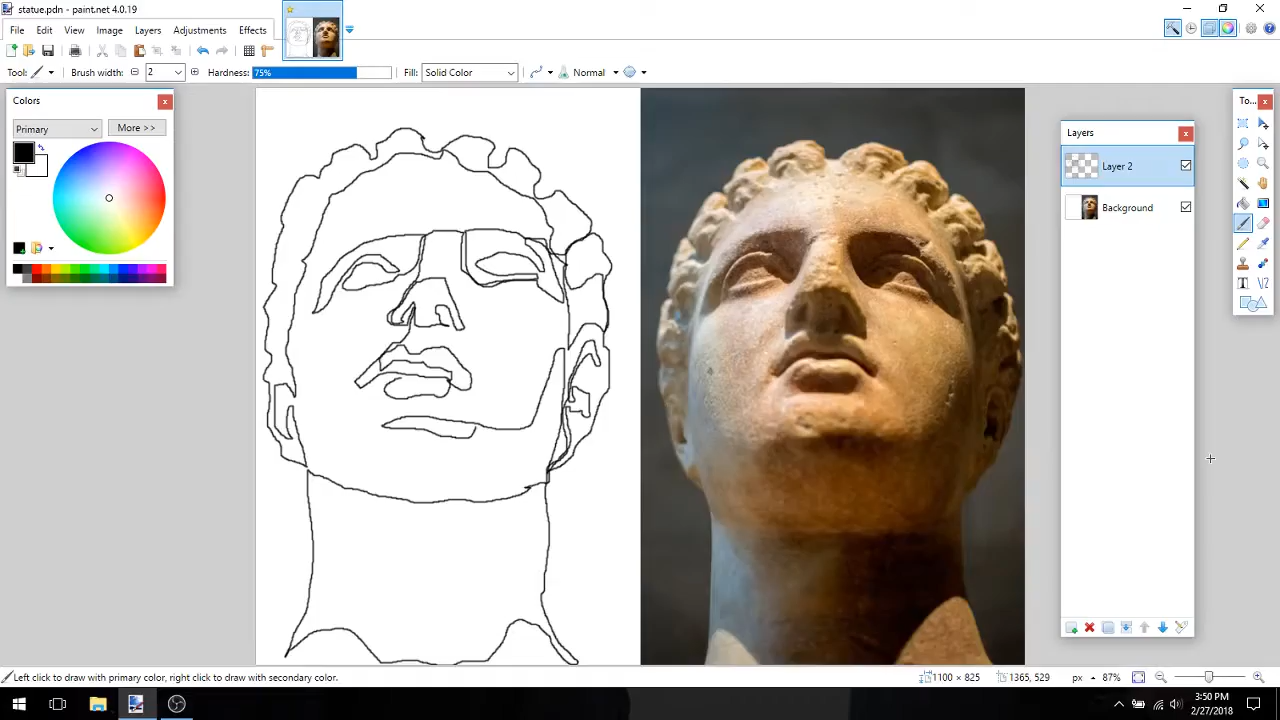 statue.pdn - paint.net 4.0.19
File Edit View Image Layers Adjustments Effects
Tool: Brush width: 2 Hardness: 75% Fill: Solid Color Normal
Colors
Primary More >>
To...
Layers
Layer 2
Background
Left click to draw with primary color, right click to draw with secondary color. 1100 × 825 1365, 529 px 87%
3:50 PM
2/27/2018